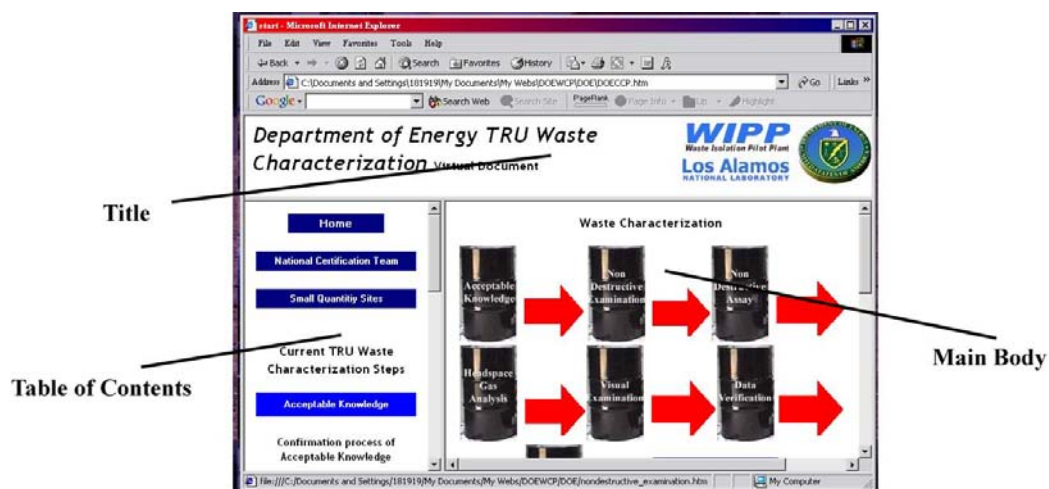 start - Microsoft Internet Explorer
File Edit View Favorites Tools Help
Back Search Favorites History
Address C:\Documents and Settings\181919\My Documents\My Webs\DOEWCP\DOE\DOECCP.htm Go Links »
Google Search Web Search Site PageRank Page Info Up Highlight
Department of Energy TRU Waste
Characterization Virtual Document
WIPP
Waste Isolation Pilot Plant
Los Alamos
NATIONAL LABORATORY
Title
Home
National Certification Team
Small Quantitiy Sites
Current TRU Waste
Characterization Steps
Table of Contents
Acceptable Knowledge
Confirmation process of
Acceptable Knowledge
Waste Characterization
Acceptable
Knowledge
Non
Destructive
Examination
Non
Destructive
Assay
Main Body
Headspace
Gas
Analysis
Visual
Examination
Data
Verification
file:///C:/Documents and Settings/181919/My Documents/My Webs/DOEWCP/DOE/nondestructive_examination.htm My Computer